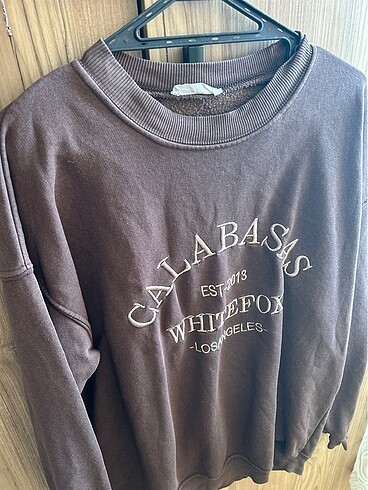 CALABASAS
EST-2013
WHITEFOX
-LOS ANGELES-